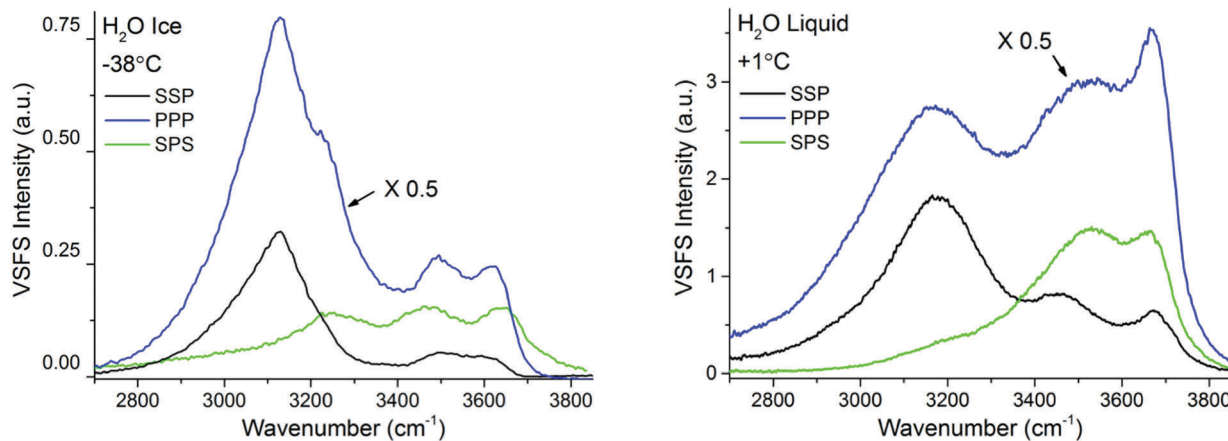 H₂O Ice
-38°C
SSP
PPP
SPS
X 0.5
VSFS Intensity (a.u.)
0.75
0.50
0.25
0.00
2800 3000 3200 3400 3600 3800
Wavenumber (cm⁻¹)
H₂O Liquid
+1°C
SSP
PPP
SPS
X 0.5
VSFS Intensity (a.u.)
3
2
1
0
2800 3000 3200 3400 3600 3800
Wavenumber (cm⁻¹)